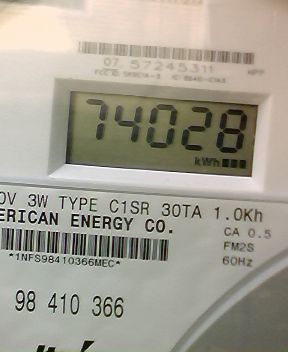 07 57245311
74028
kWh
0V 3W TYPE C1SR 30TA 1.0Kh
ERICAN ENERGY CO.
CA 0.5
FM2S
60Hz
*1NFS98410366MEC*
98 410 366